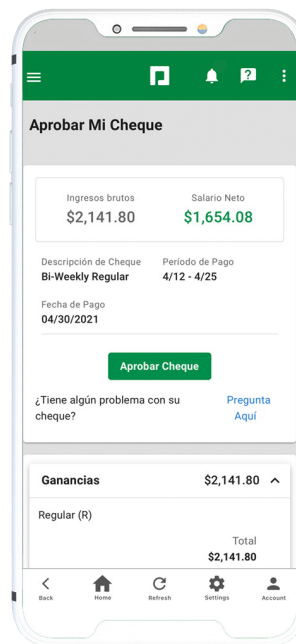 Aprobar Mi Cheque
Ingresos brutos
Salario Neto
$2,141.80
$1,654.08
Descripción de Cheque
Período de Pago
Bi-Weekly Regular
4/12 - 4/25
Fecha de Pago
04/30/2021
Aprobar Cheque
¿Tiene algún problema con su
cheque?
Pregunta
Aquí
Ganancias
$2,141.80
Regular (R)
Total
$2,141.80
Back
Home
Refresh
Settings
Account